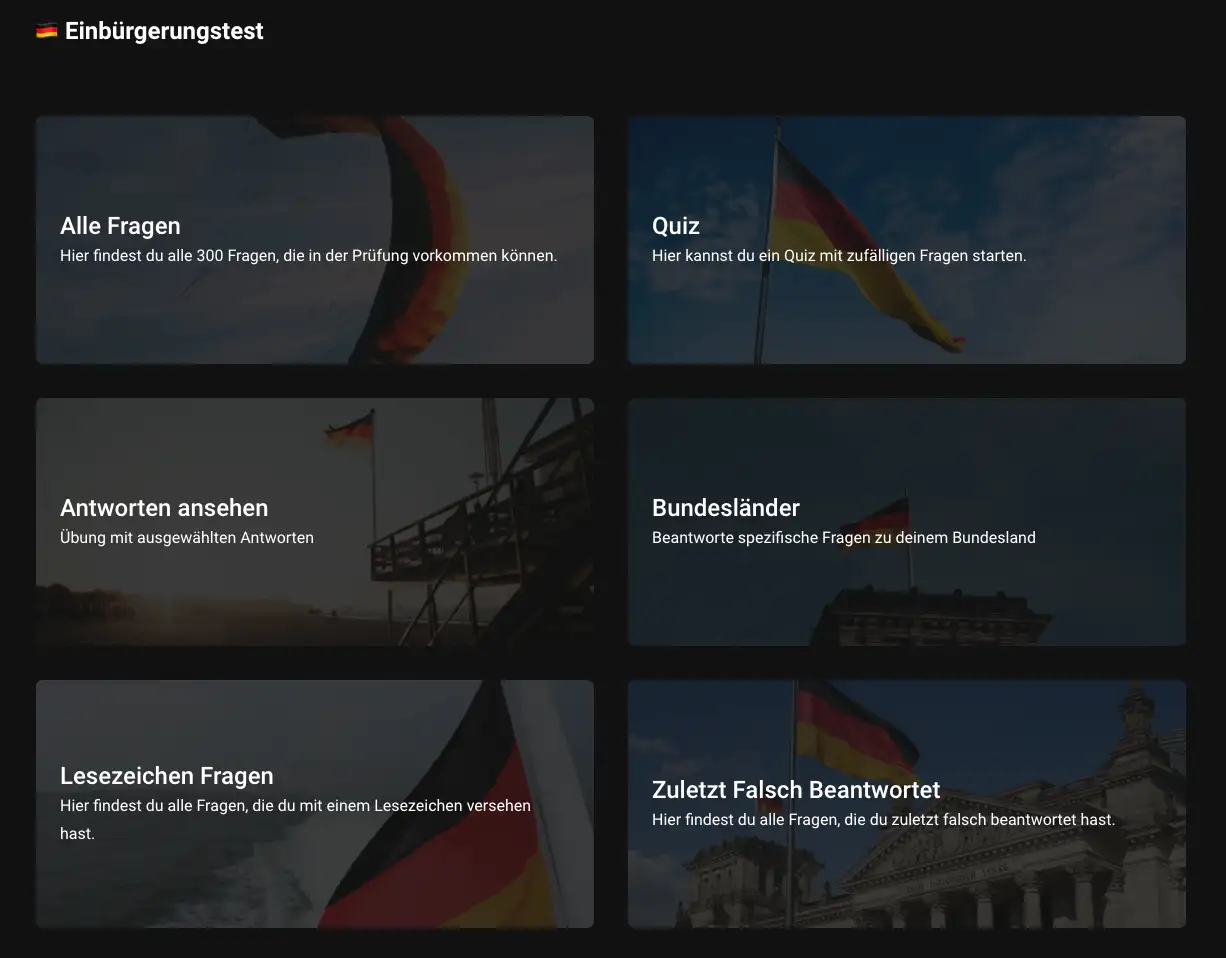 Einbürgerungstest
Alle Fragen
Hier findest du alle 300 Fragen, die in der Prüfung vorkommen können.
Quiz
Hier kannst du ein Quiz mit zufälligen Fragen starten.
Antworten ansehen
Übung mit ausgewählten Antworten
Bundesländer
Beantworte spezifische Fragen zu deinem Bundesland
Lesezeichen Fragen
Hier findest du alle Fragen, die du mit einem Lesezeichen versehen
hast.
Zuletzt Falsch Beantwortet
Hier findest du alle Fragen, die du zuletzt falsch beantwortet hast.